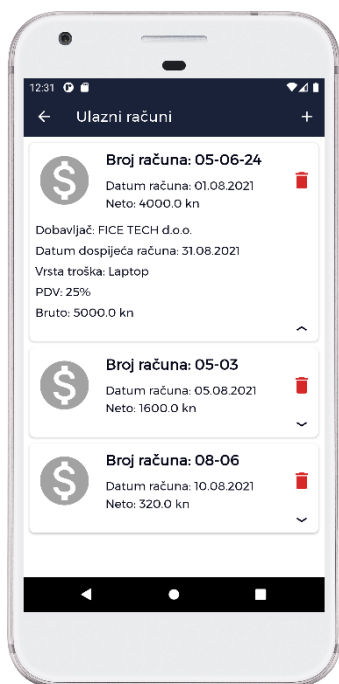 12:31
Ulazni računi
Broj računa: 05-06-24
Datum računa: 01.08.2021
Neto: 4000.0 kn
Dobavljač: FICE TECH d.o.o.
Datum dospijeća računa: 31.08.2021
Vrsta troška: Laptop
PDV: 25%
Bruto: 5000.0 kn
Broj računa: 05-03
Datum računa: 05.08.2021
Neto: 1600.0 kn
Broj računa: 08-06
Datum računa: 10.08.2021
Neto: 320.0 kn